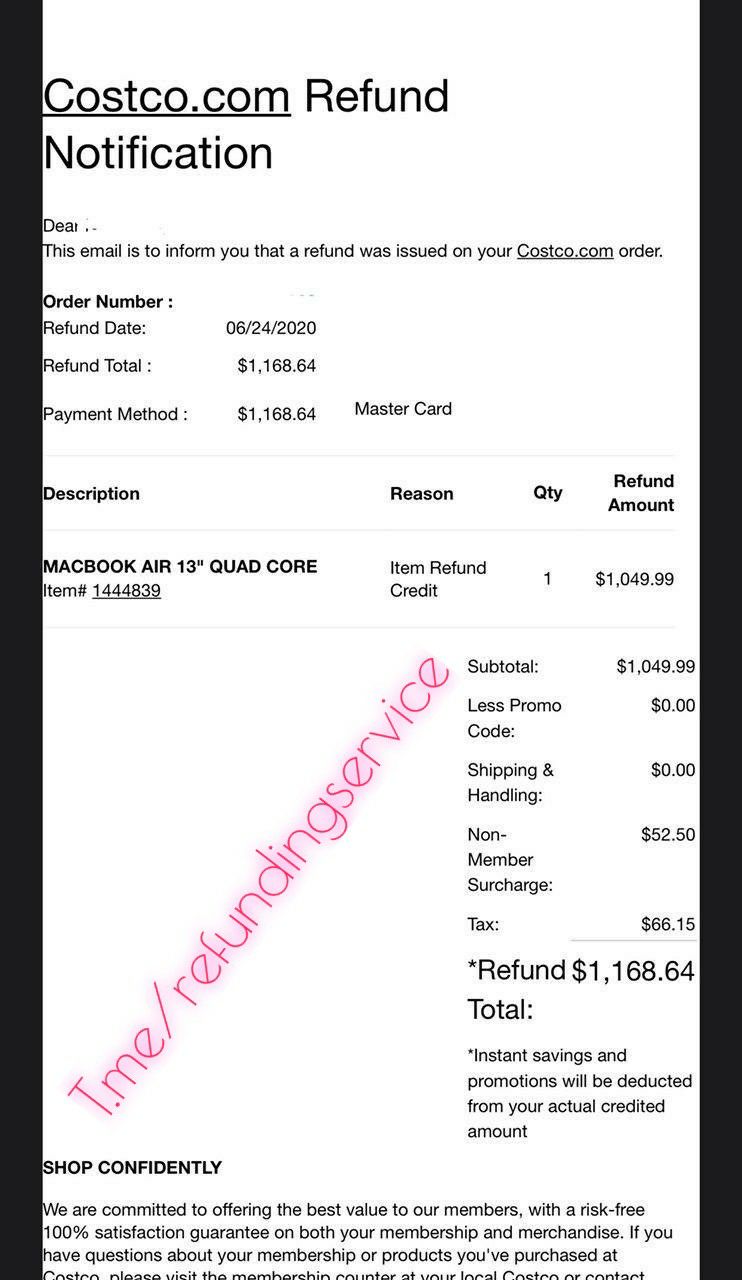 Costco.com Refund
Notification
Dear
This email is to inform you that a refund was issued on your Costco.com order.
Order Number :
Refund Date: 06/24/2020
Refund Total : $1,168.64
Payment Method : $1,168.64 Master Card
Description Reason Qty Refund Amount
MACBOOK AIR 13" QUAD CORE Item Refund Credit 1 $1,049.99
Item# 1444839
Subtotal: $1,049.99
Less Promo Code: $0.00
Shipping & Handling: $0.00
Non-Member Surcharge: $52.50
Tax: $66.15
*Refund Total: $1,168.64
*Instant savings and
promotions will be deducted
from your actual credited
amount
T.me/refundingservice
SHOP CONFIDENTLY
We are committed to offering the best value to our members, with a risk-free
100% satisfaction guarantee on both your membership and merchandise. If you
have questions about your membership or products you've purchased at
Costco, please visit the membership counter at your local Costco or contact